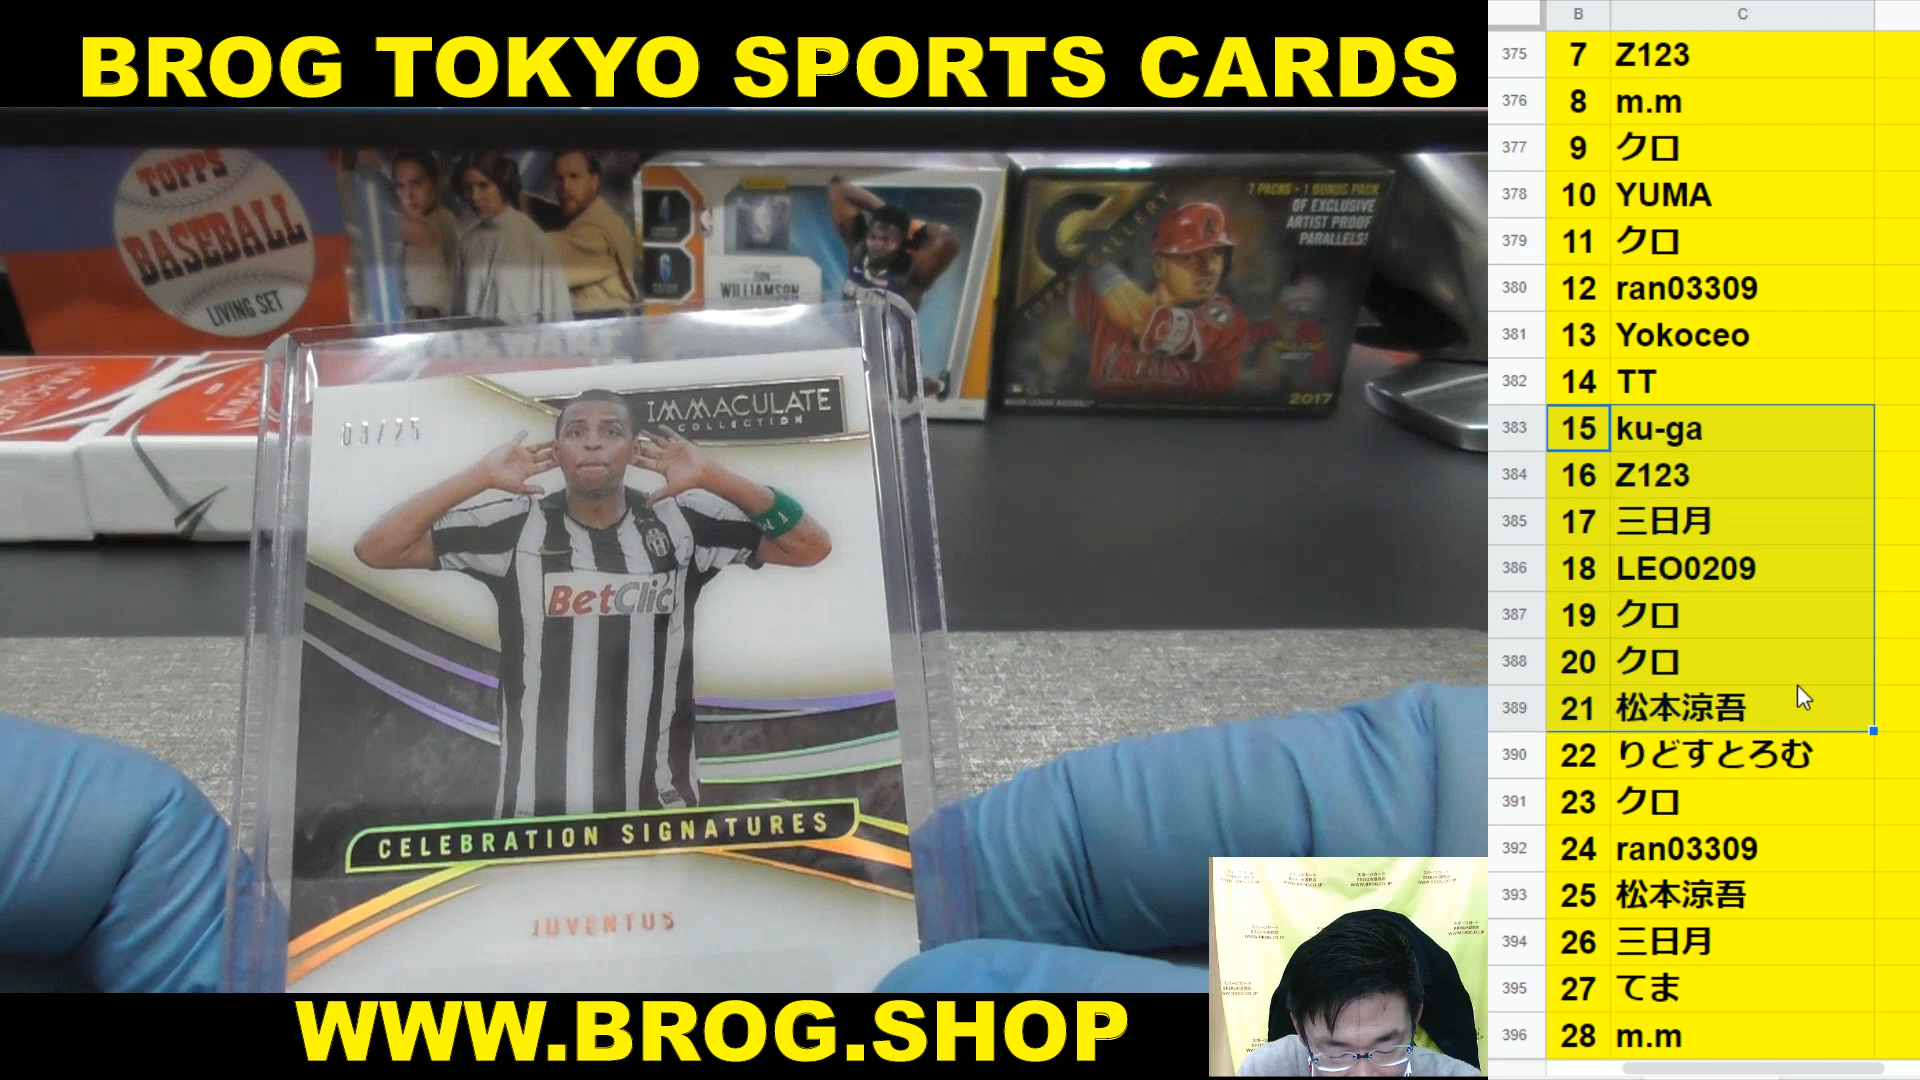 BROG TOKYO SPORTS CARDS
TOPPS
BASEBALL
LIVING SET
ZION
WILLIAMSON
7 PACKS • 1 BONUS PACK
OF EXCLUSIVE
ARTIST PROOF
PARALLELS!
2017
03/25
IMMACULATE
COLLECTION
BetClic
CELEBRATION SIGNATURES
JUVENTUS
WWW.BROG.SHOP
B C
375 7 Z123
376 8 m.m
377 9 クロ
378 10 YUMA
379 11 クロ
380 12 ran03309
381 13 Yokoceo
382 14 TT
383 15 ku-ga
384 16 Z123
385 17 三日月
386 18 LEO0209
387 19 クロ
388 20 クロ
389 21 松本涼吾
390 22 りどすとろむ
391 23 クロ
392 24 ran03309
393 25 松本涼吾
394 26 三日月
395 27 てま
396 28 m.m